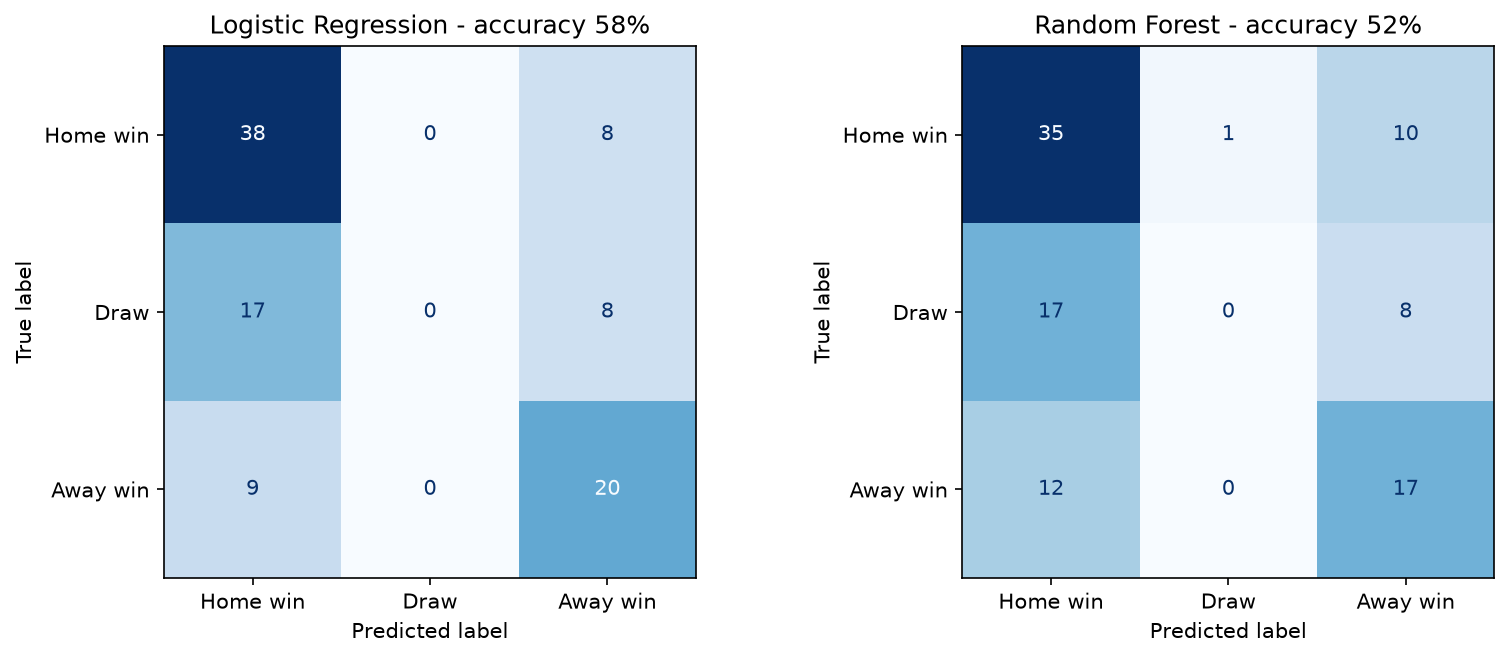 Logistic Regression - accuracy 58%
True label
Home win
38
0
8
Draw
17
0
8
Away win
9
0
20
Home win
Draw
Away win
Predicted label
Random Forest - accuracy 52%
True label
Home win
35
1
10
Draw
17
0
8
Away win
12
0
17
Home win
Draw
Away win
Predicted label